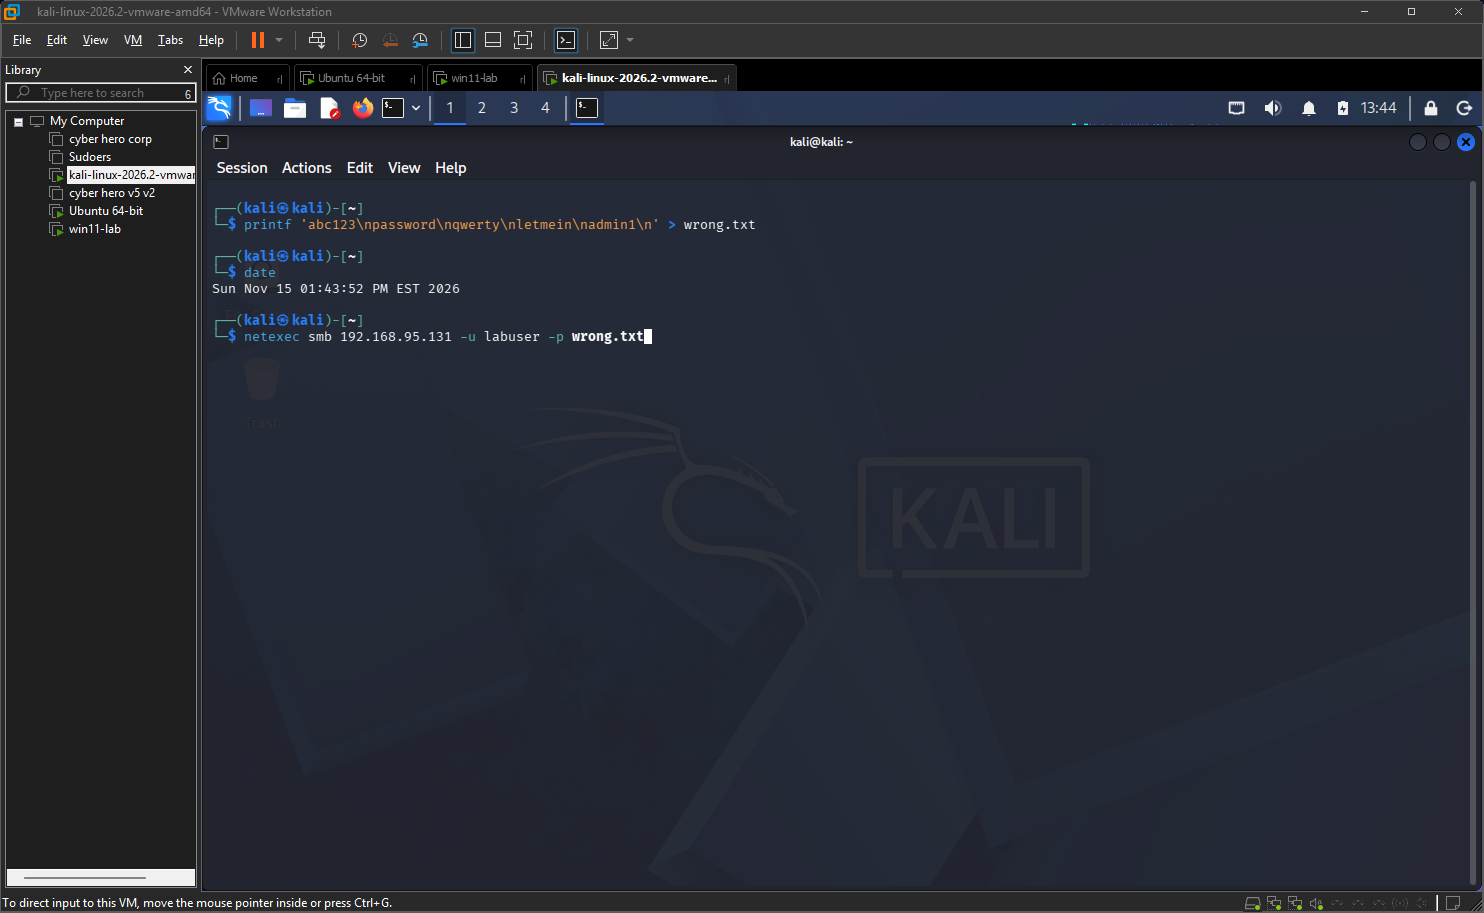 kali-linux-2026.2-vmware-amd64 - VMware Workstation
File Edit View VM Tabs Help
Library
Type here to search 6
My Computer
cyber hero corp
Sudoers
kali-linux-2026.2-vmwar
cyber hero v5 v2
Ubuntu 64-bit
win11-lab
Home
Ubuntu 64-bit
win11-lab
kali-linux-2026.2-vmware...
1 2 3 4
13:44
kali@kali: ~
Session Actions Edit View Help
┌──(kali㉿kali)-[~]
└─$ printf 'abc123\npassword\nqwerty\nletmein\nadmin1\n' > wrong.txt
┌──(kali㉿kali)-[~]
└─$ date
Sun Nov 15 01:43:52 PM EST 2026
┌──(kali㉿kali)-[~]
└─$ netexec smb 192.168.95.131 -u labuser -p wrong.txt
Trash
KALI
To direct input to this VM, move the mouse pointer inside or press Ctrl+G.